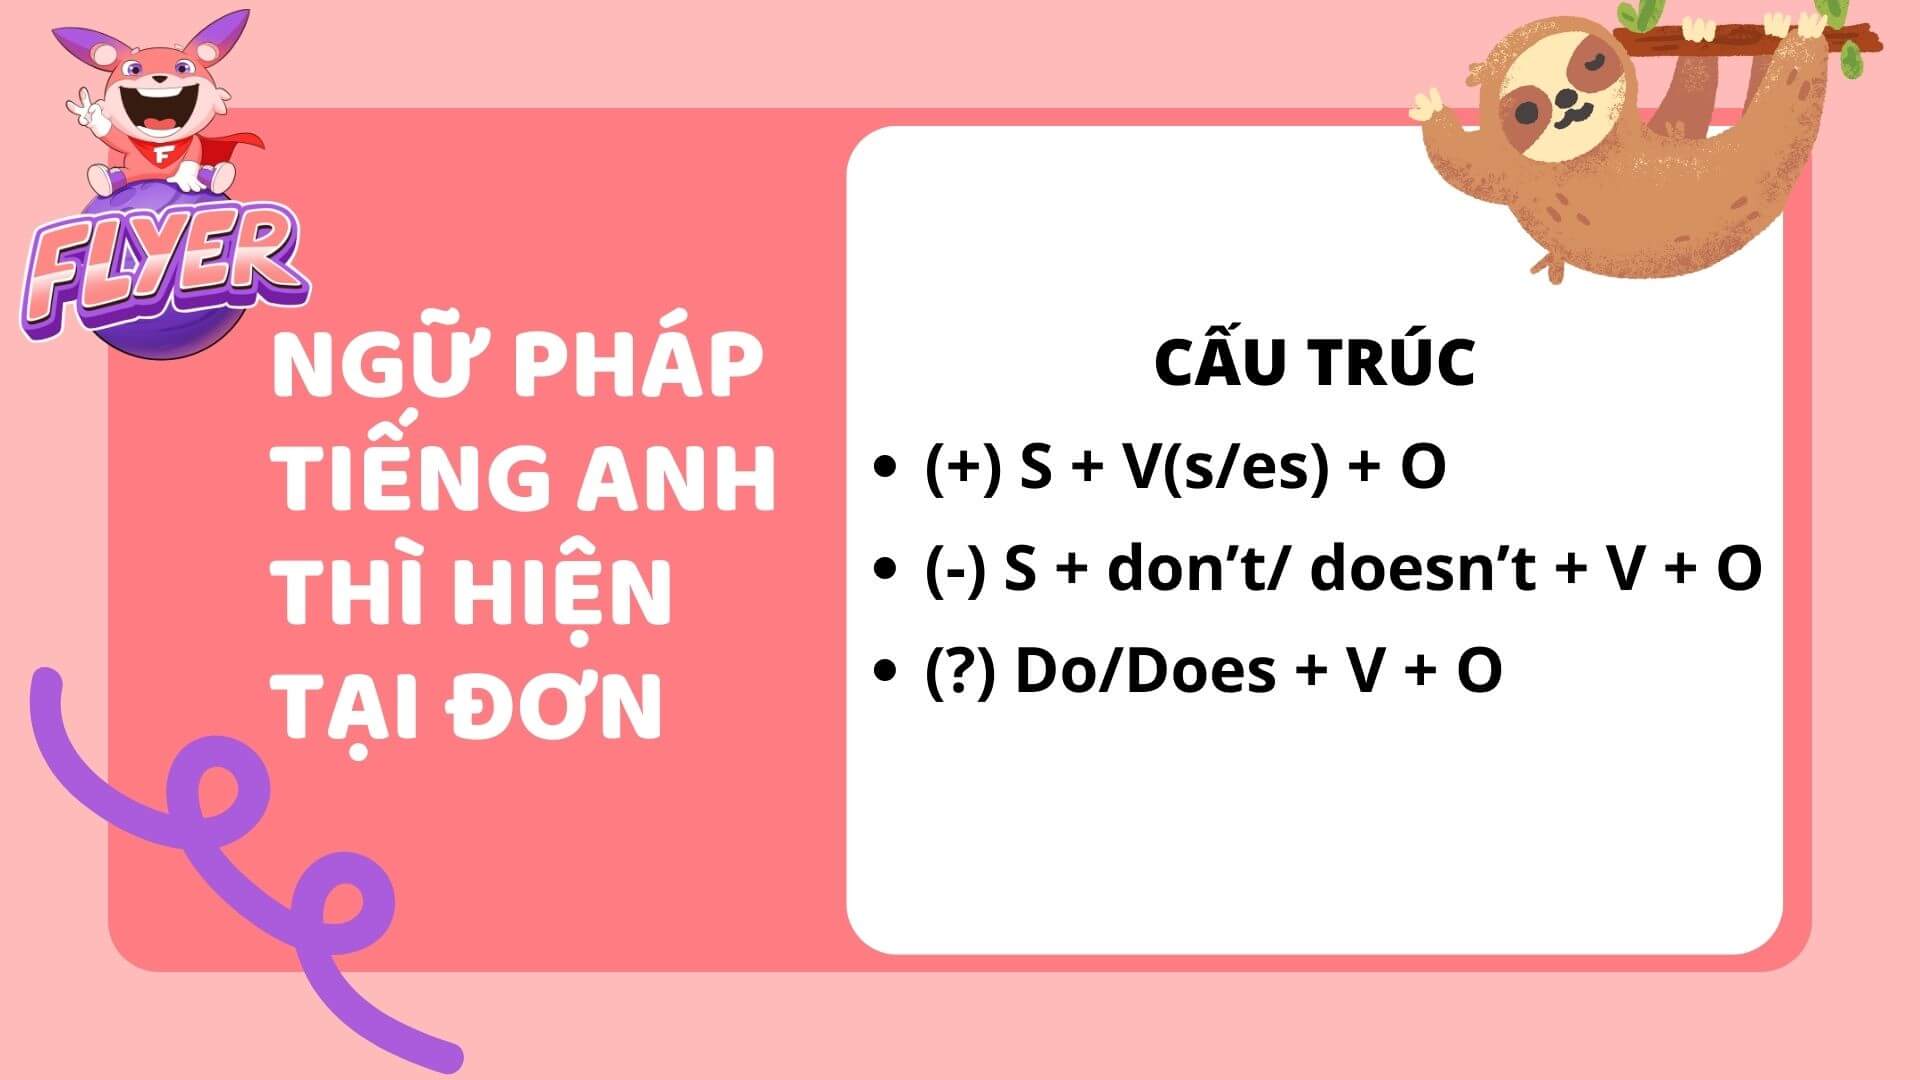 F
FLYER
NGỮ PHÁP
TIẾNG ANH
THÌ HIỆN
TẠI ĐƠN
CẤU TRÚC
• (+) S + V(s/es) + O
• (-) S + don’t/ doesn’t + V + O
• (?) Do/Does + V + O